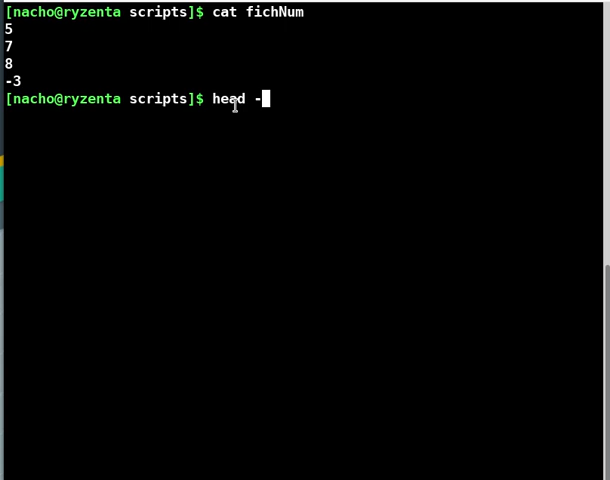 [nacho@ryzenta scripts]$ cat fichNum
5
7
8
-3
[nacho@ryzenta scripts]$ head -